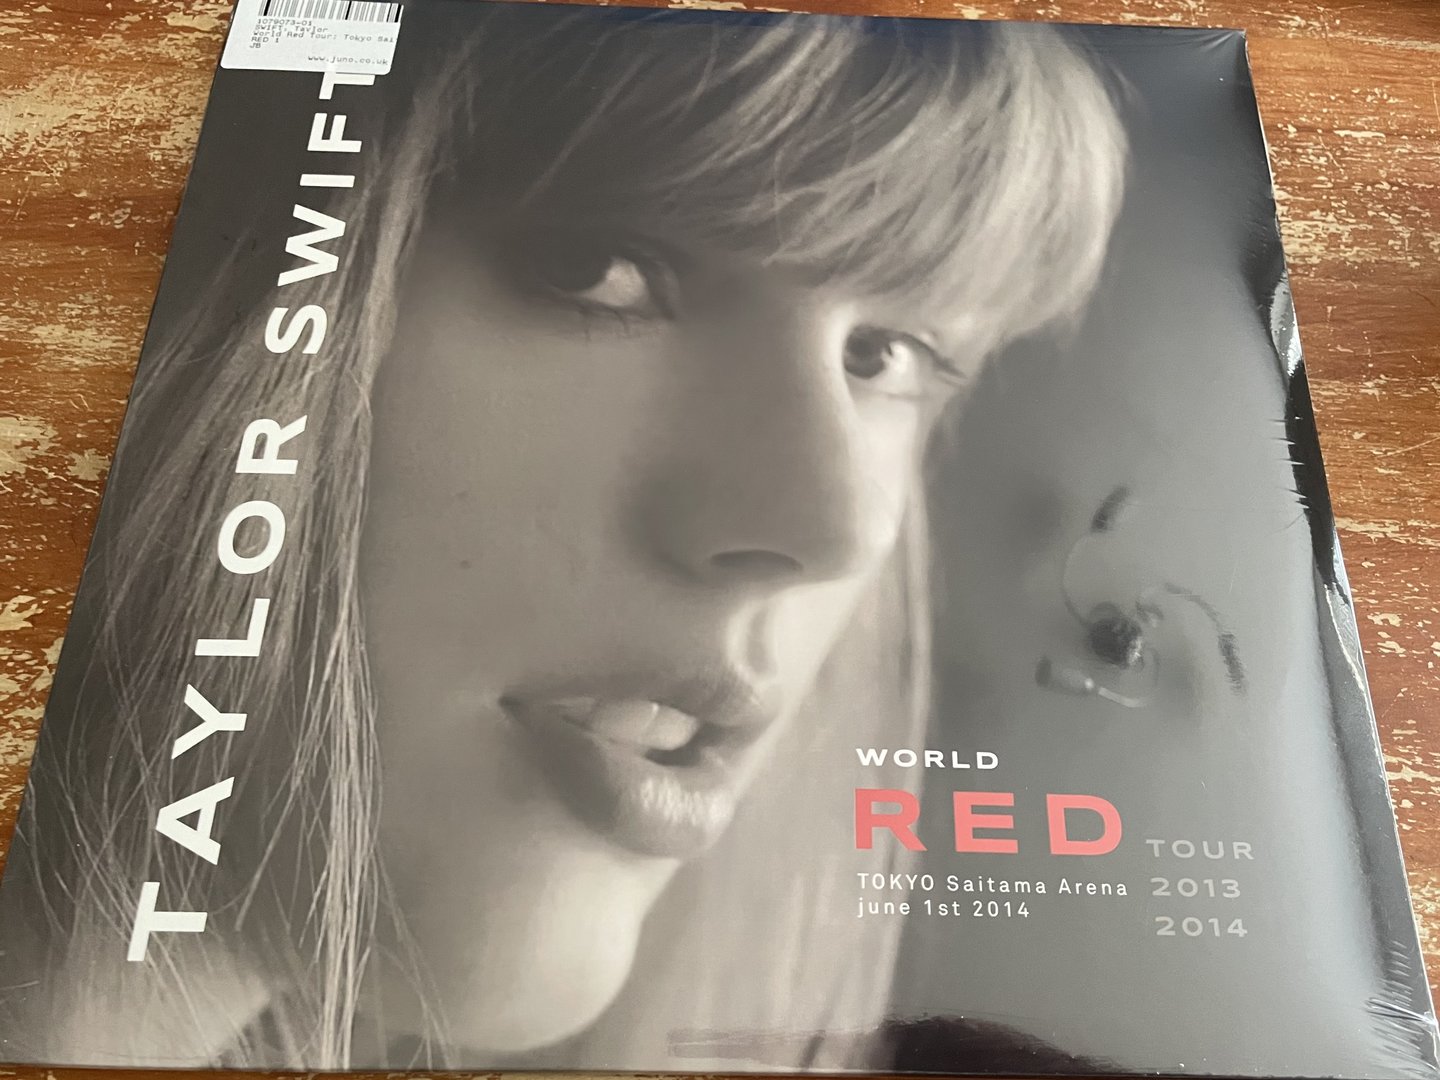 1079073-01
SWIFT, Taylor
World Red Tour: Tokyo Sai
RED 1
JB
www.juno.co.uk
TAYLOR SWIFT
WORLD
RED TOUR
TOKYO Saitama Arena 2013
june 1st 2014 2014